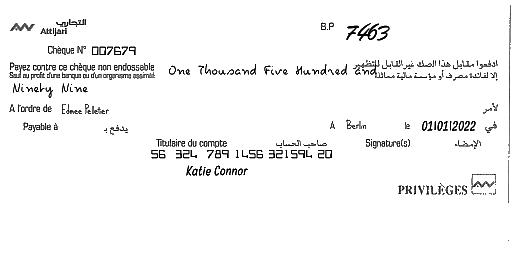 التجاري
Attijari
B.P 7463
Chèque N° 007679
Payez contre ce chèque non endossable
ادفعوا مقابل هذا الصك غير القابل للتظهير
Sauf au profit d'une banque ou d'un organisme assimilé
إلا لفائدة مصرف أو مؤسسة مالية مماثلة
One Thousand Five Hundred and
Ninety Nine
A l'ordre de Edmee Pelletier
لأمر
Payable à يدفع بـ
A Berlin le 01/01/2022 في
Titulaire du compte صاحب الحساب Signature(s) الإمضاء
56 324 789 1456 321594 20
Katie Connor
PRIVILÈGES